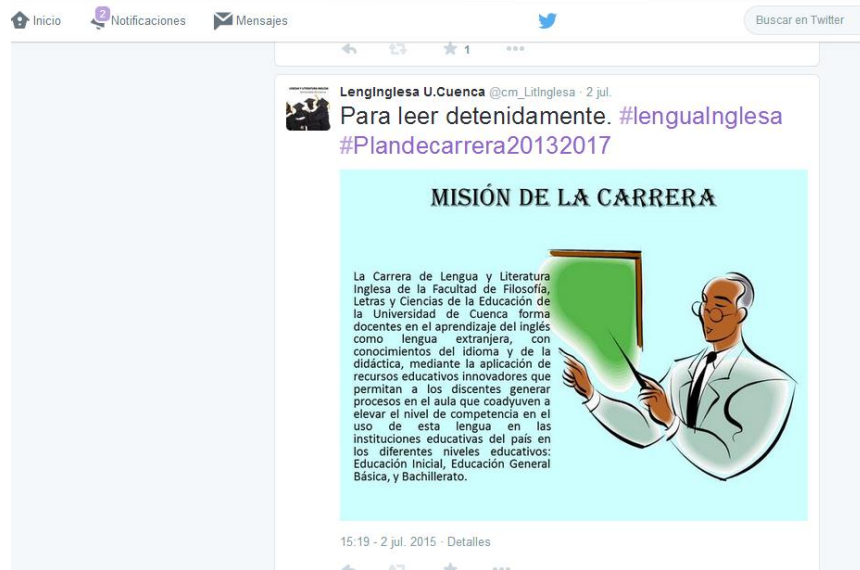 Inicio
2
Notificaciones
Mensajes
Buscar en Twitter
1
LengInglesa U.Cuenca @cm_LitInglesa · 2 jul.
Para leer detenidamente. #lenguaInglesa
#Plandecarrera20132017
MISIÓN DE LA CARRERA
La Carrera de Lengua y Literatura
Inglesa de la Facultad de Filosofía,
Letras y Ciencias de la Educación de
la Universidad de Cuenca forma
docentes en el aprendizaje del inglés
como lengua extranjera, con
conocimientos del idioma y de la
didáctica, mediante la aplicación de
recursos educativos innovadores que
permitan a los discentes generar
procesos en el aula que coadyuven a
elevar el nivel de competencia en el
uso de esta lengua en las
instituciones educativas del país en
los diferentes niveles educativos:
Educación Inicial, Educación General
Básica, y Bachillerato.
15:19 - 2 jul. 2015 · Detalles